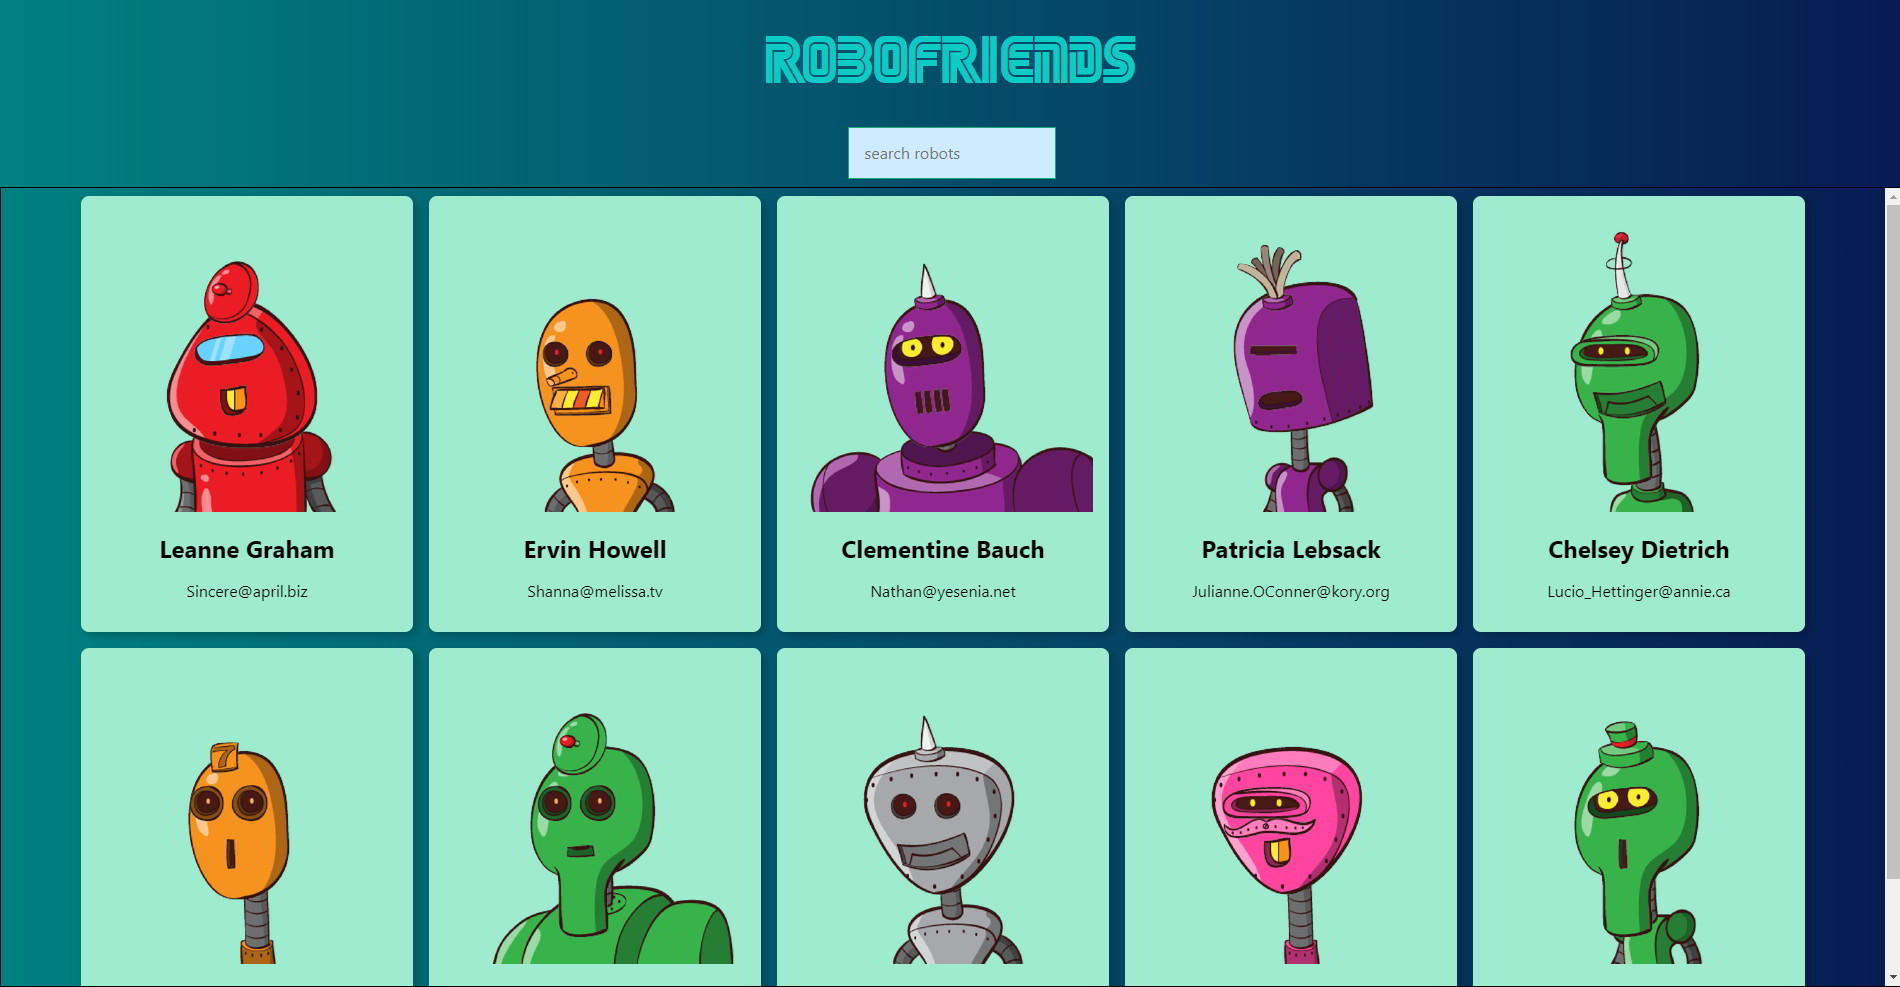 ROBOFRIENDS
search robots
Leanne Graham
Sincere@april.biz
Ervin Howell
Shanna@melissa.tv
Clementine Bauch
Nathan@yesenia.net
Patricia Lebsack
Julianne.OConner@kory.org
Chelsey Dietrich
Lucio_Hettinger@annie.ca
7